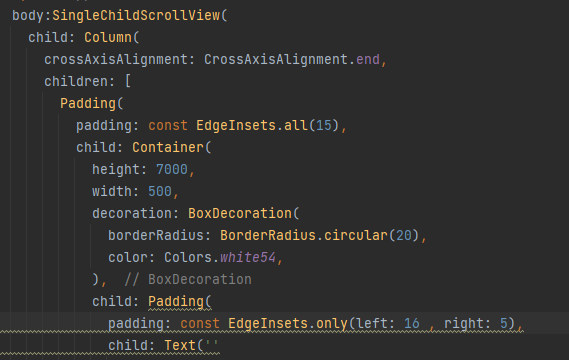 body:SingleChildScrollView(
child: Column(
crossAxisAlignment: CrossAxisAlignment.end,
children: [
Padding(
padding: const EdgeInsets.all(15),
child: Container(
height: 7000,
width: 500,
decoration: BoxDecoration(
borderRadius: BorderRadius.circular(20),
color: Colors.white54,
), // BoxDecoration
child: Padding(
padding: const EdgeInsets.only(left: 16 , right: 5),
child: Text(''